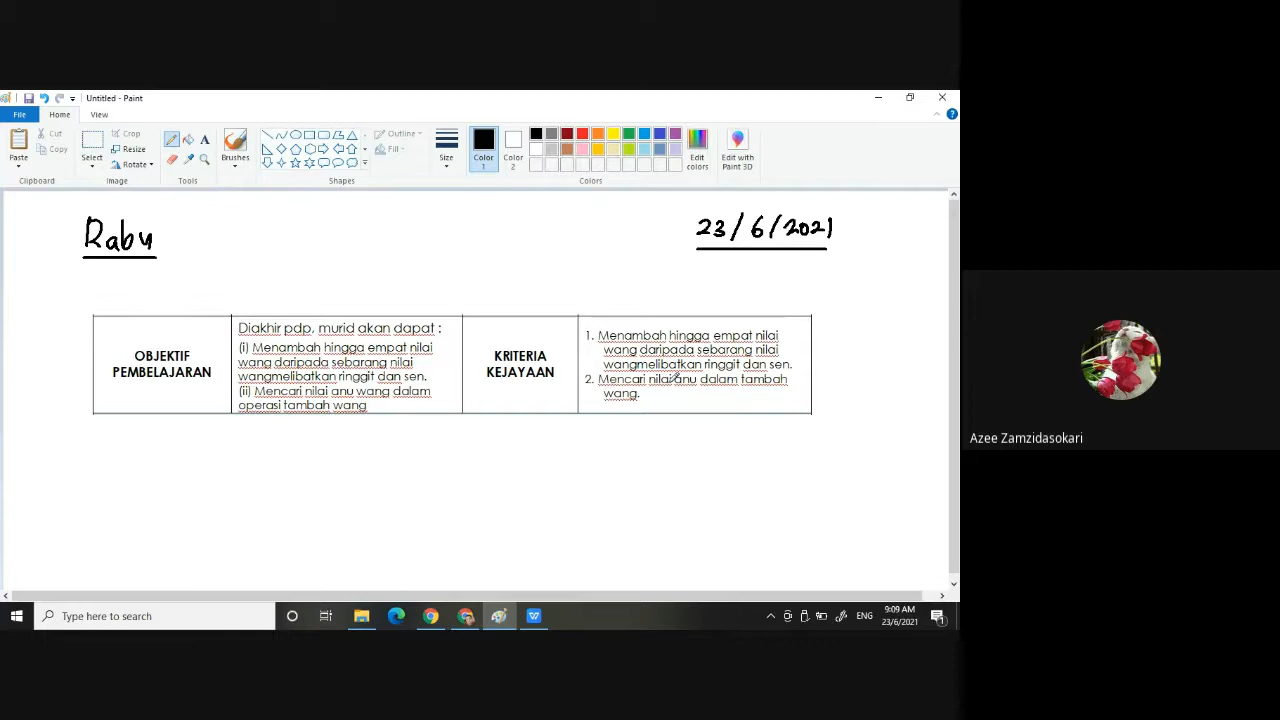 Untitled - Paint
File
Home
View
Paste
Cut
Copy
Clipboard
Select
Crop
Resize
Rotate
Image
Tools
Brushes
Shapes
Outline
Fill
Size
Color
1
Color
2
Edit
colors
Edit with
Paint 3D
Colors
Rabu
23/6/2021
OBJEKTIF
PEMBELAJARAN
Diakhir pdp, murid akan dapat :
(i) Menambah hingga empat nilai
wang daripada sebarang nilai
wangmelibatkan ringgit dan sen.
(ii) Mencari nilai anu wang dalam
operasi tambah wang
KRITERIA
KEJAYAAN
1. Menambah hingga empat nilai
wang daripada sebarang nilai
wangmelibatkan ringgit dan sen.
2. Mencari nilai anu dalam tambah
wang.
Azee Zamzidasokari
Type here to search
ENG
9:09 AM
23/6/2021
1